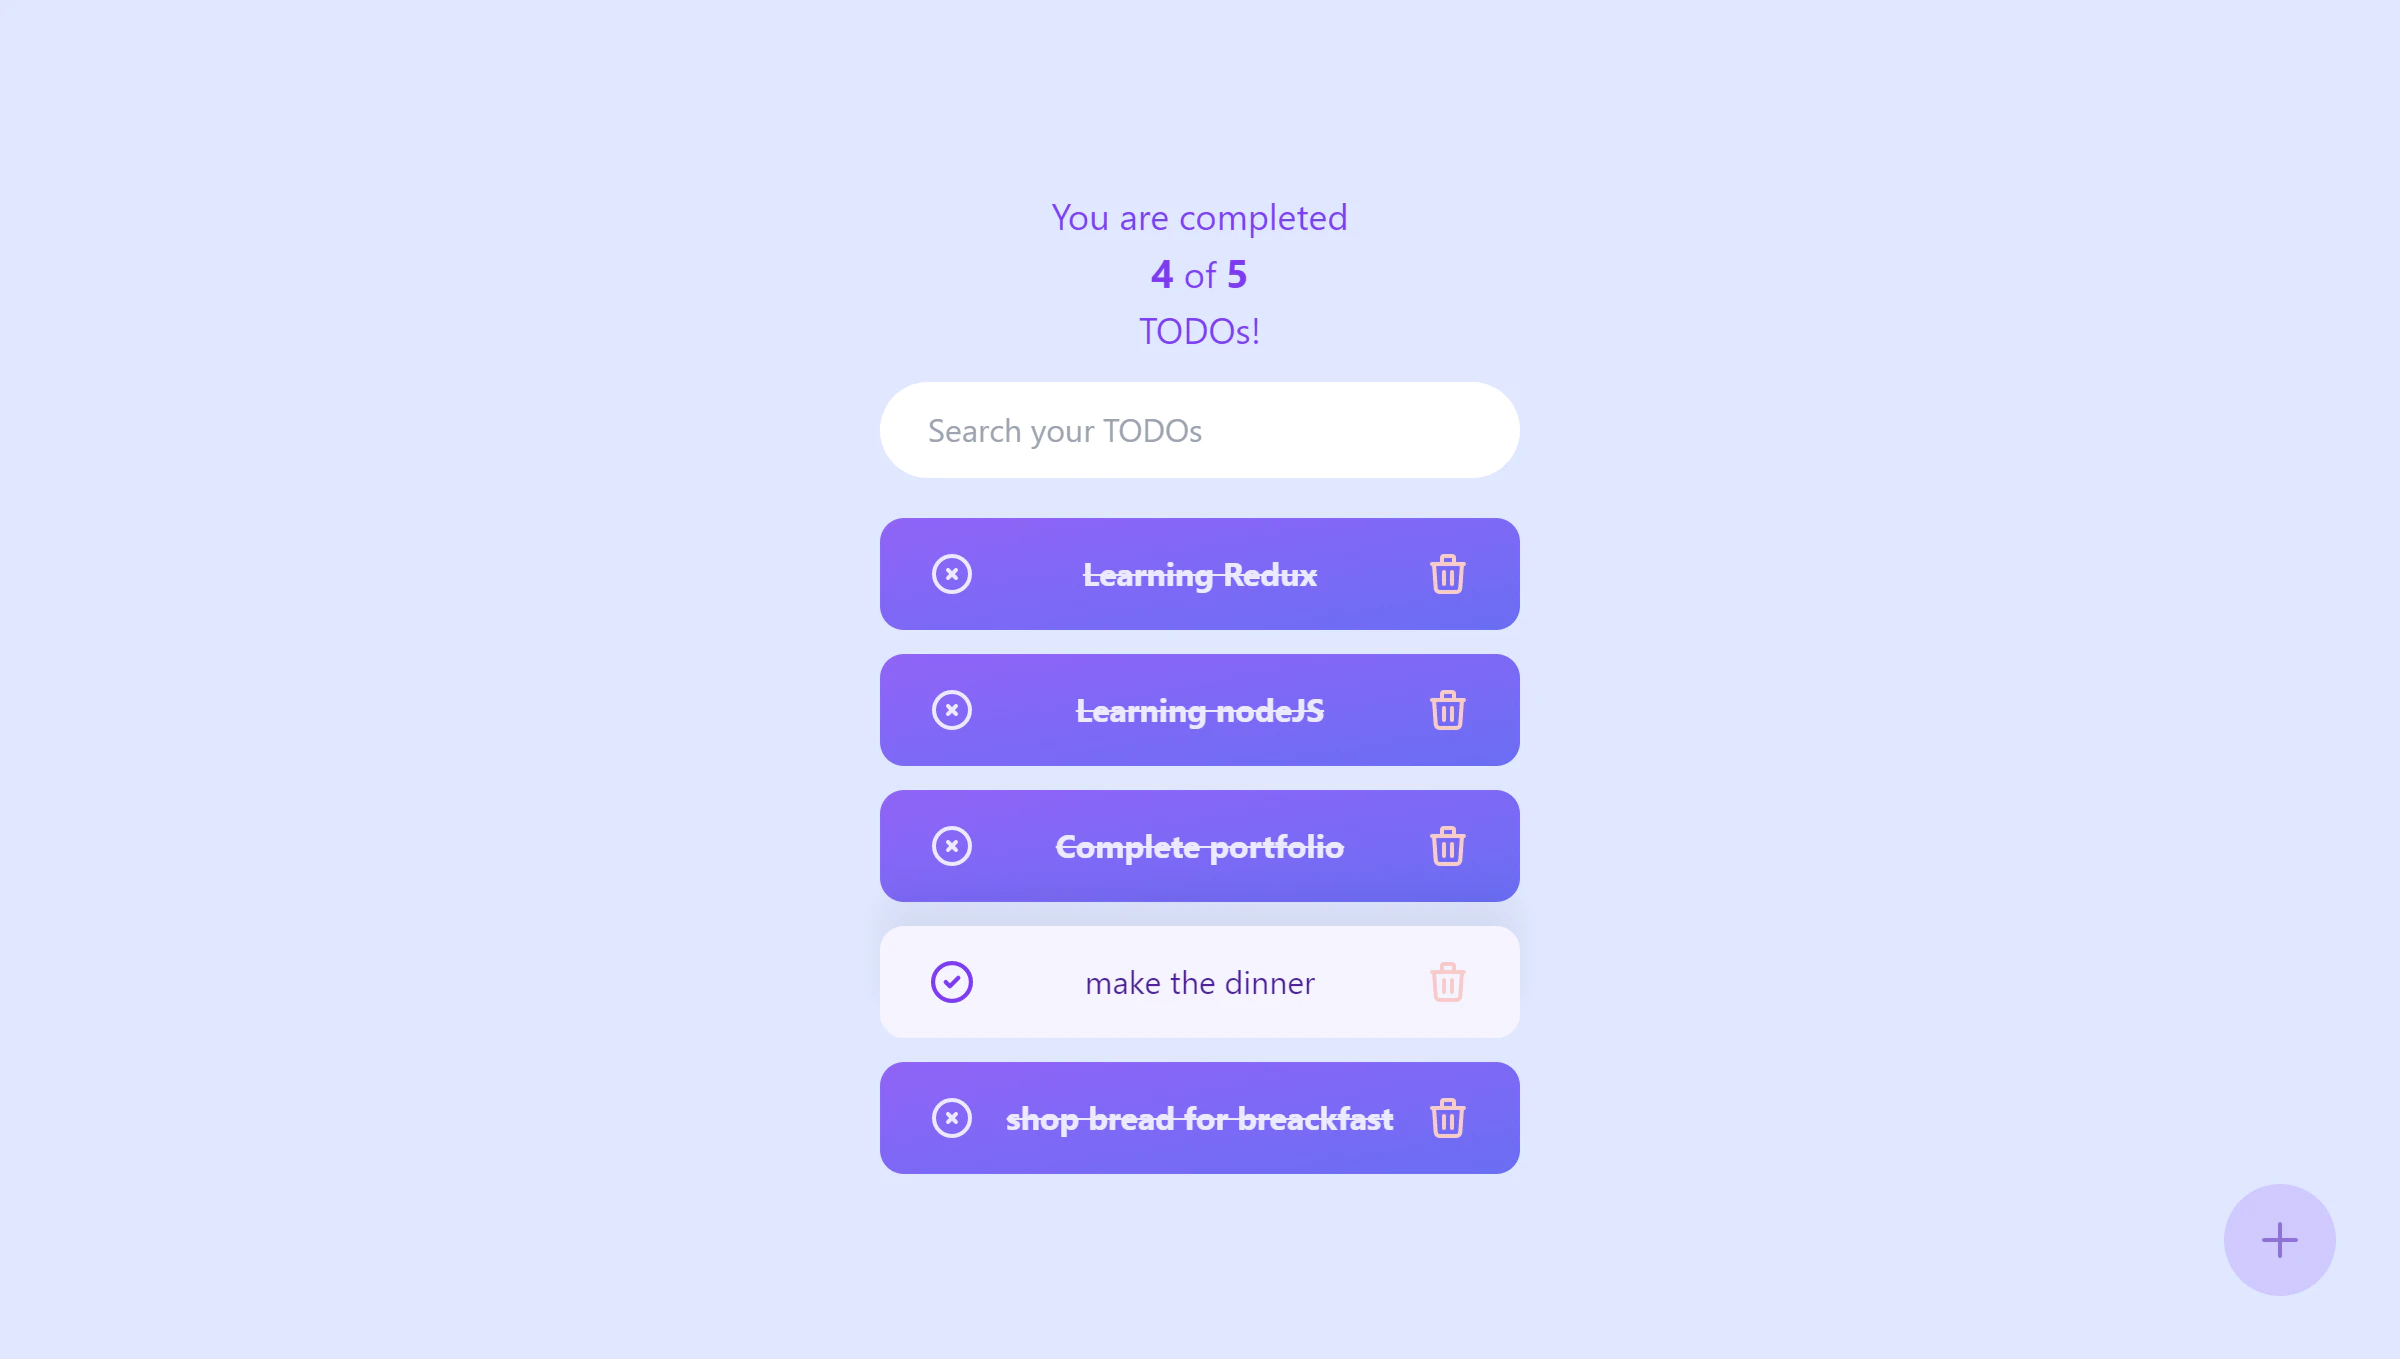 You are completed
4 of 5
TODOs!
Search your TODOs
Learning Redux
Learning nodeJS
Complete portfolio
make the dinner
shop bread for breackfast